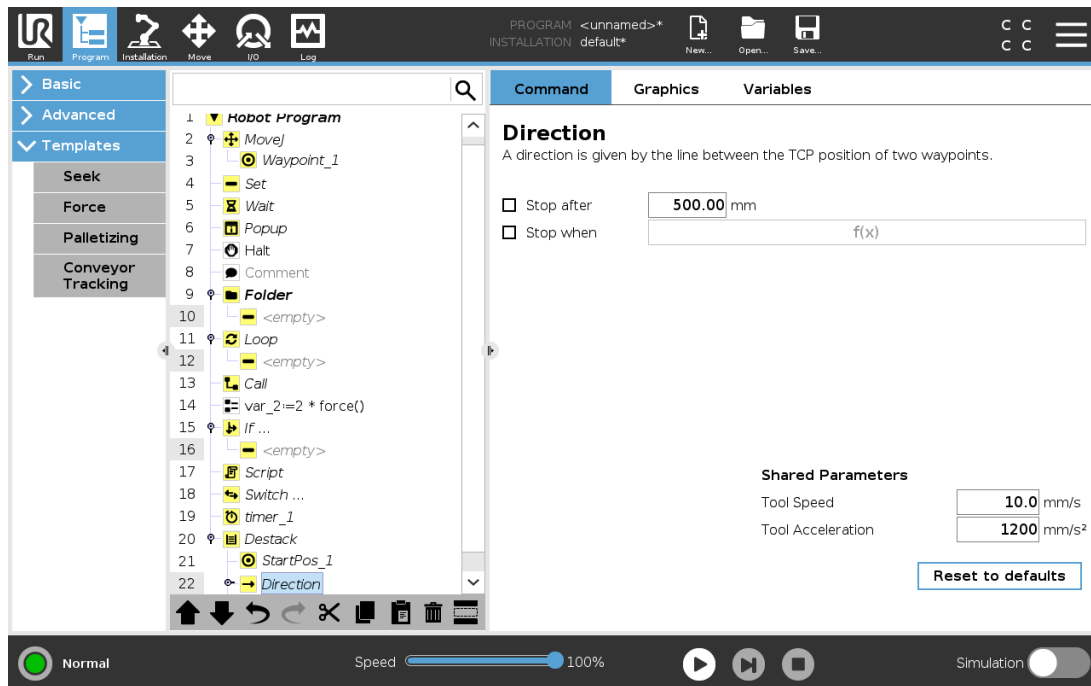 PROGRAM <unnamed>*
INSTALLATION default*
UR
Run
Program
Installation
Move
I/O
Log
New...
Open...
Save...
C C
C C
Basic
Advanced
Templates
Seek
Force
Palletizing
Conveyor
Tracking
1 Robot Program
2 MoveJ
3 Waypoint_1
4 Set
5 Wait
6 Popup
7 Halt
8 Comment
9 Folder
10 <empty>
11 Loop
12 <empty>
13 Call
14 var_2:=2 * force()
15 If ...
16 <empty>
17 Script
18 Switch ...
19 timer_1
20 Destack
21 StartPos_1
22 Direction
Command Graphics Variables
Direction
A direction is given by the line between the TCP position of two waypoints.
Stop after 500.00 mm
Stop when f(x)
Shared Parameters
Tool Speed 10.0 mm/s
Tool Acceleration 1200 mm/s²
Reset to defaults
Normal
Speed 100%
Simulation